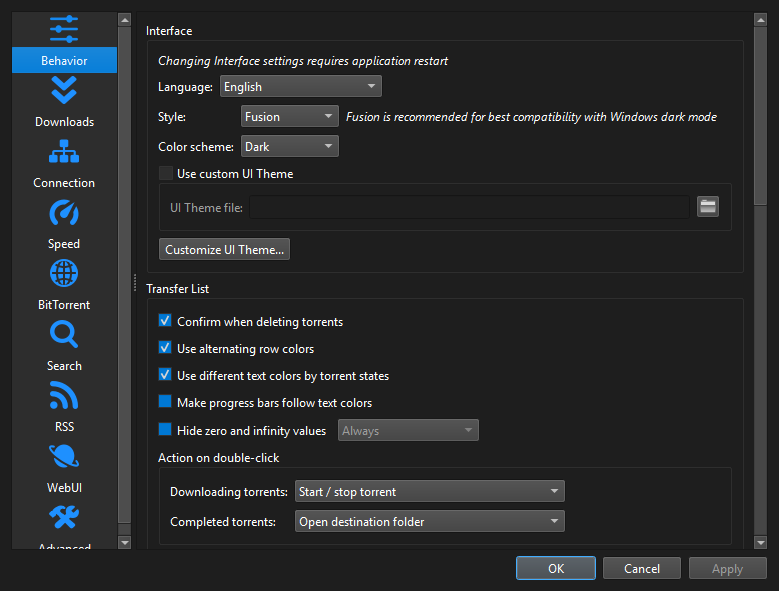 Behavior
Downloads
Connection
Speed
BitTorrent
Search
RSS
WebUI
Advanced
Interface
Changing Interface settings requires application restart
Language: English
Style: Fusion Fusion is recommended for best compatibility with Windows dark mode
Color scheme: Dark
Use custom UI Theme
UI Theme file:
Customize UI Theme...
Transfer List
Confirm when deleting torrents
Use alternating row colors
Use different text colors by torrent states
Make progress bars follow text colors
Hide zero and infinity values Always
Action on double-click
Downloading torrents: Start / stop torrent
Completed torrents: Open destination folder
OK Cancel Apply